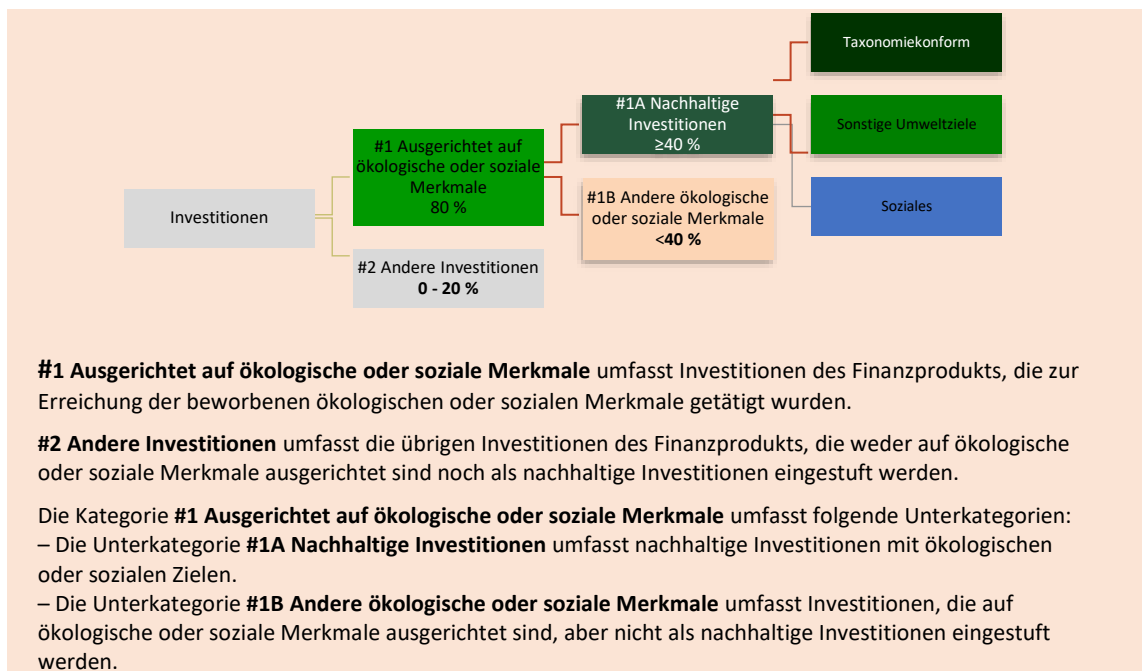 Taxonomiekonform
#1A Nachhaltige
Investitionen
≥40 %
Sonstige Umweltziele
#1 Ausgerichtet auf
ökologische oder soziale
Merkmale
80 %
#1B Andere ökologische
oder soziale Merkmale
<40 %
Soziales
Investitionen
#2 Andere Investitionen
0 - 20 %
#1 Ausgerichtet auf ökologische oder soziale Merkmale umfasst Investitionen des Finanzprodukts, die zur
Erreichung der beworbenen ökologischen oder sozialen Merkmale getätigt wurden.
#2 Andere Investitionen umfasst die übrigen Investitionen des Finanzprodukts, die weder auf ökologische
oder soziale Merkmale ausgerichtet sind noch als nachhaltige Investitionen eingestuft werden.
Die Kategorie #1 Ausgerichtet auf ökologische oder soziale Merkmale umfasst folgende Unterkategorien:
– Die Unterkategorie #1A Nachhaltige Investitionen umfasst nachhaltige Investitionen mit ökologischen
oder sozialen Zielen.
– Die Unterkategorie #1B Andere ökologische oder soziale Merkmale umfasst Investitionen, die auf
ökologische oder soziale Merkmale ausgerichtet sind, aber nicht als nachhaltige Investitionen eingestuft
werden.